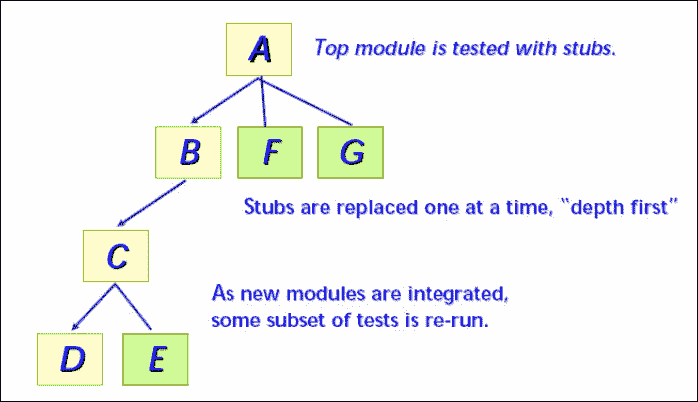 A
Top module is tested with stubs.
B
F
G
Stubs are replaced one at a time, “depth first”
C
As new modules are integrated,
some subset of tests is re-run.
D
E